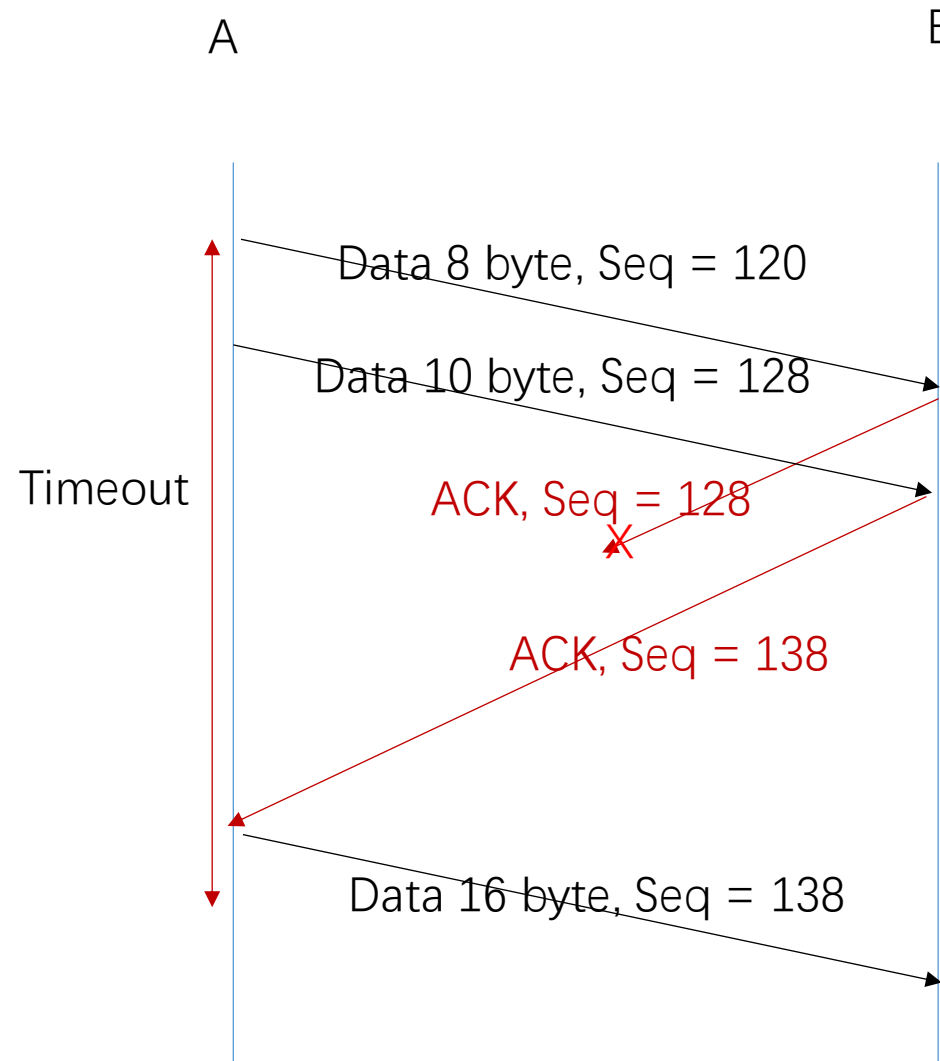 A
Data 8 byte, Seq = 120
Data 10 byte, Seq = 128
Timeout
ACK, Seq = 128
X
ACK, Seq = 138
Data 16 byte, Seq = 138